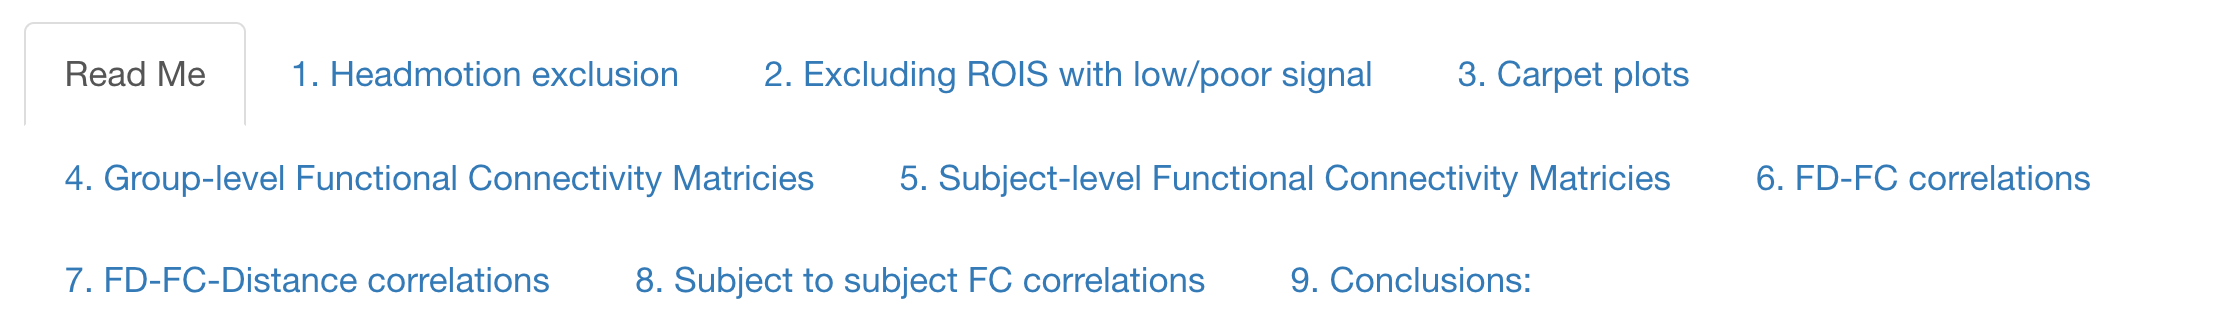 Read Me 1. Headmotion exclusion 2. Excluding ROIS with low/poor signal 3. Carpet plots
4. Group-level Functional Connectivity Matricies 5. Subject-level Functional Connectivity Matricies 6. FD-FC correlations
7. FD-FC-Distance correlations 8. Subject to subject FC correlations 9. Conclusions: